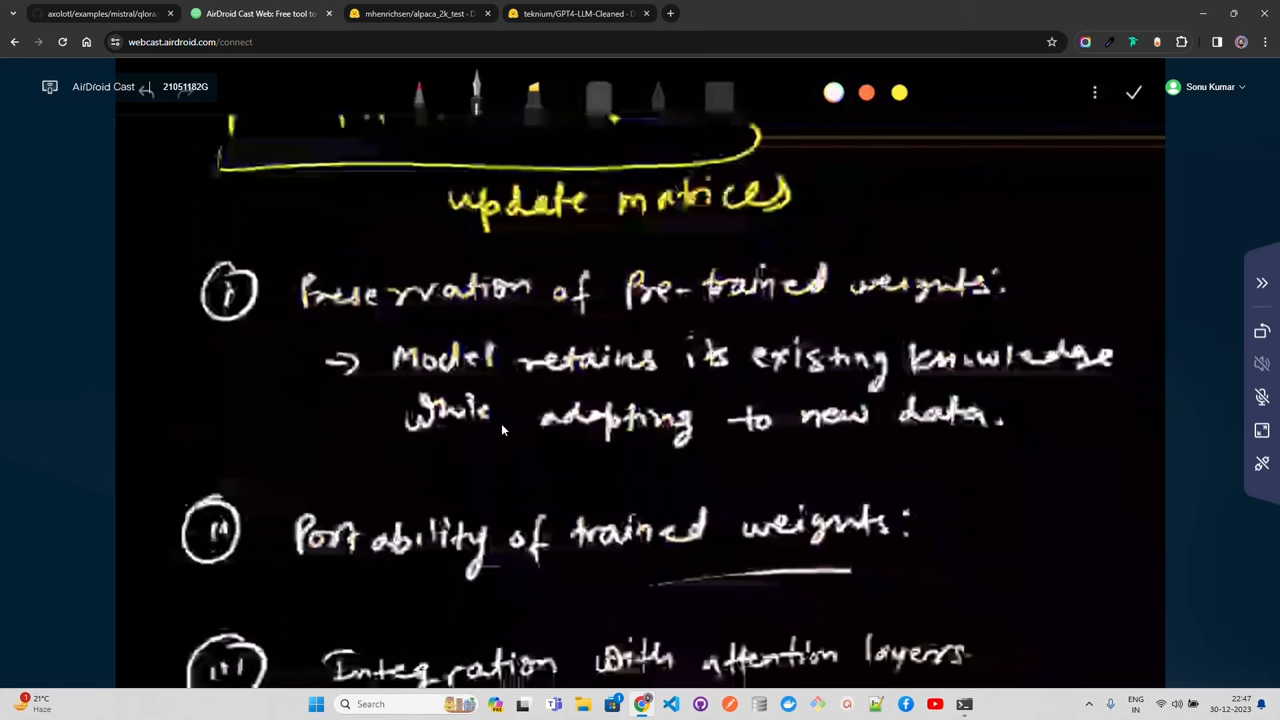 axolotl/examples/mistral/qlora
AirDroid Cast Web: Free tool to
mhenrichsen/alpaca_2k_test · D
teknium/GPT4-LLM-Cleaned · D
webcast.airdroid.com/connect
AirDroid Cast
21051182G
Sonu Kumar
update matrices
i Preservation of Pre-trained weights:
→ Model retains its existing knowledge
while adapting to new data.
ii Portability of trained weights:
iii Integration with attention layers
1
21°C
Haze
Search
1
ENG
IN
22:47
30-12-2023